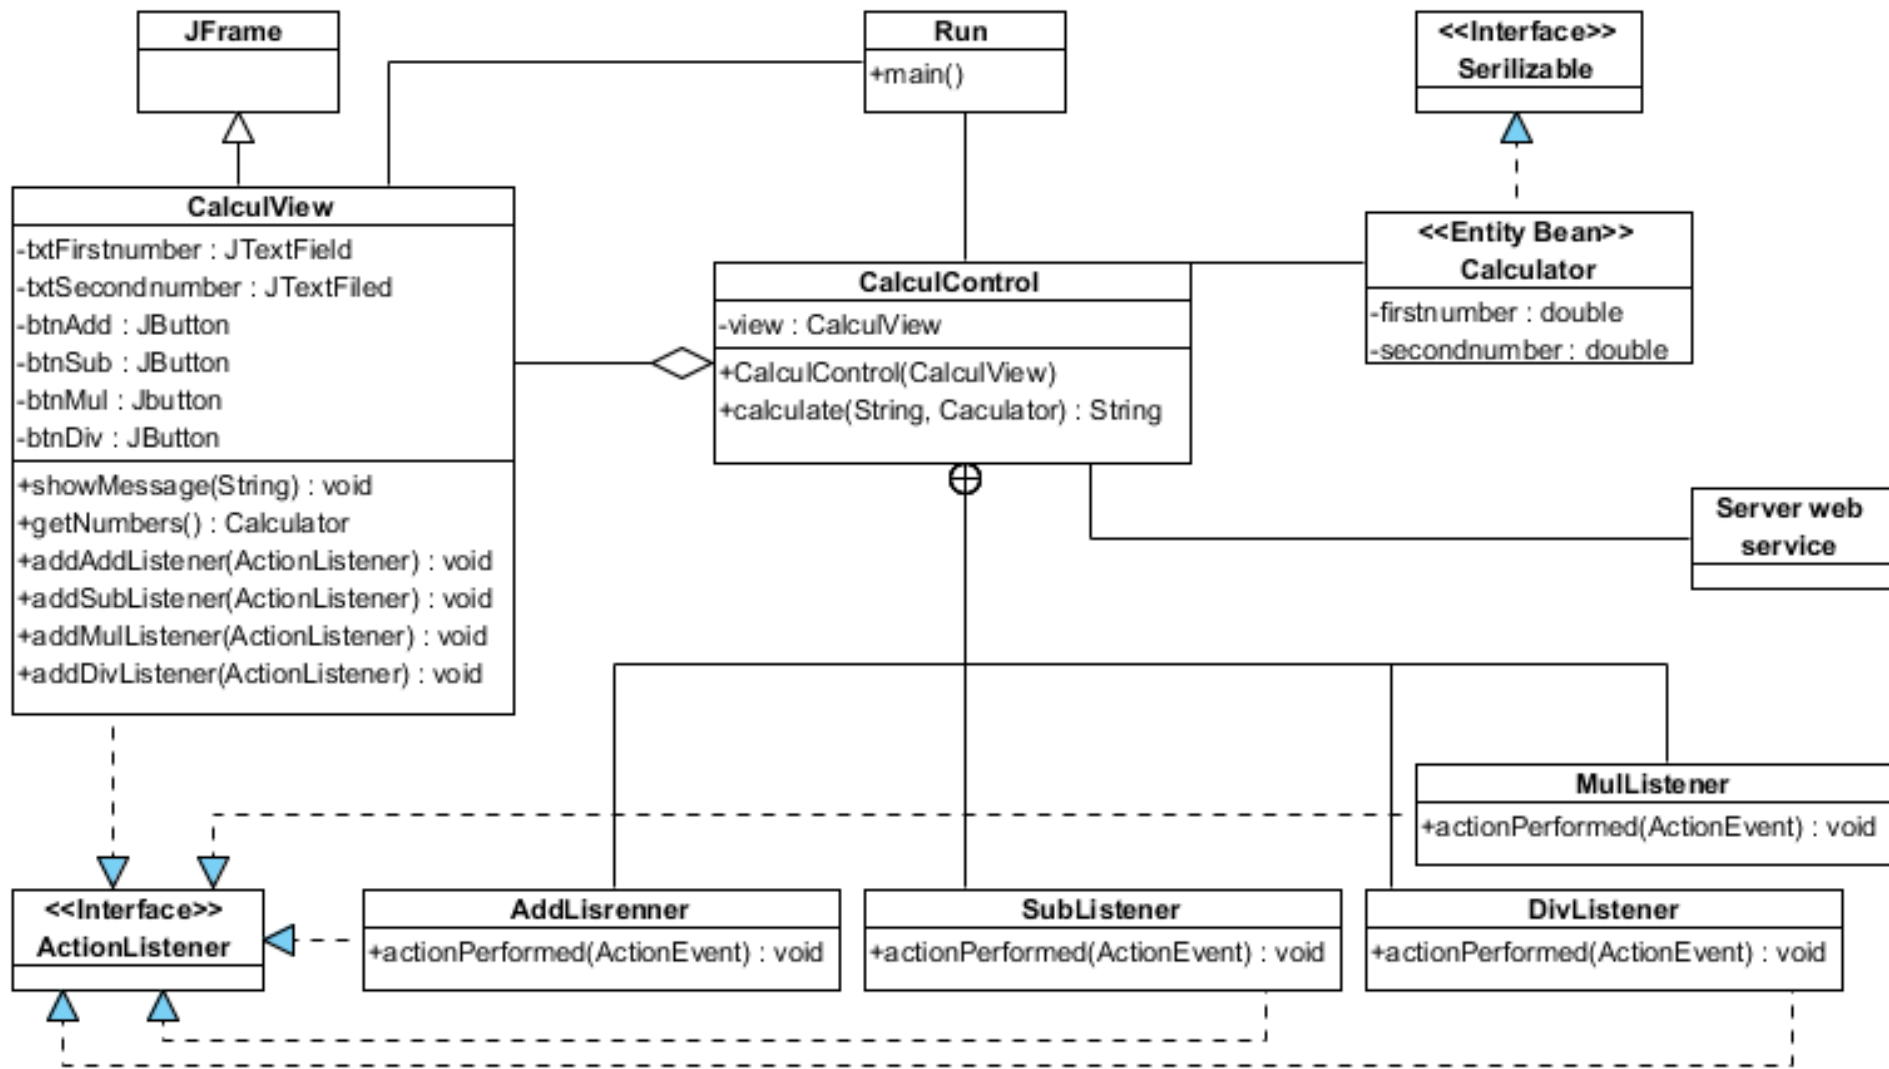 JFrame
Run
+main()
<<Interface>>
Serilizable
CalculView
-txtFirstnumber : JTextField
-txtSecondnumber : JTextFiled
-btnAdd : JButton
-btnSub : JButton
-btnMul : Jbutton
-btnDiv : JButton
+showMessage(String) : void
+getNumbers() : Calculator
+addAddListener(ActionListener) : void
+addSubListener(ActionListener) : void
+addMulListener(ActionListener) : void
+addDivListener(ActionListener) : void
CalculControl
-view : CalculView
+CalculControl(CalculView)
+calculate(String, Caculator) : String
<<Entity Bean>>
Calculator
-firstnumber : double
-secondnumber : double
Server web
service
MulListener
+actionPerformed(ActionEvent) : void
<<Interface>>
ActionListener
AddLisrenner
+actionPerformed(ActionEvent) : void
SubListener
+actionPerformed(ActionEvent) : void
DivListener
+actionPerformed(ActionEvent) : void